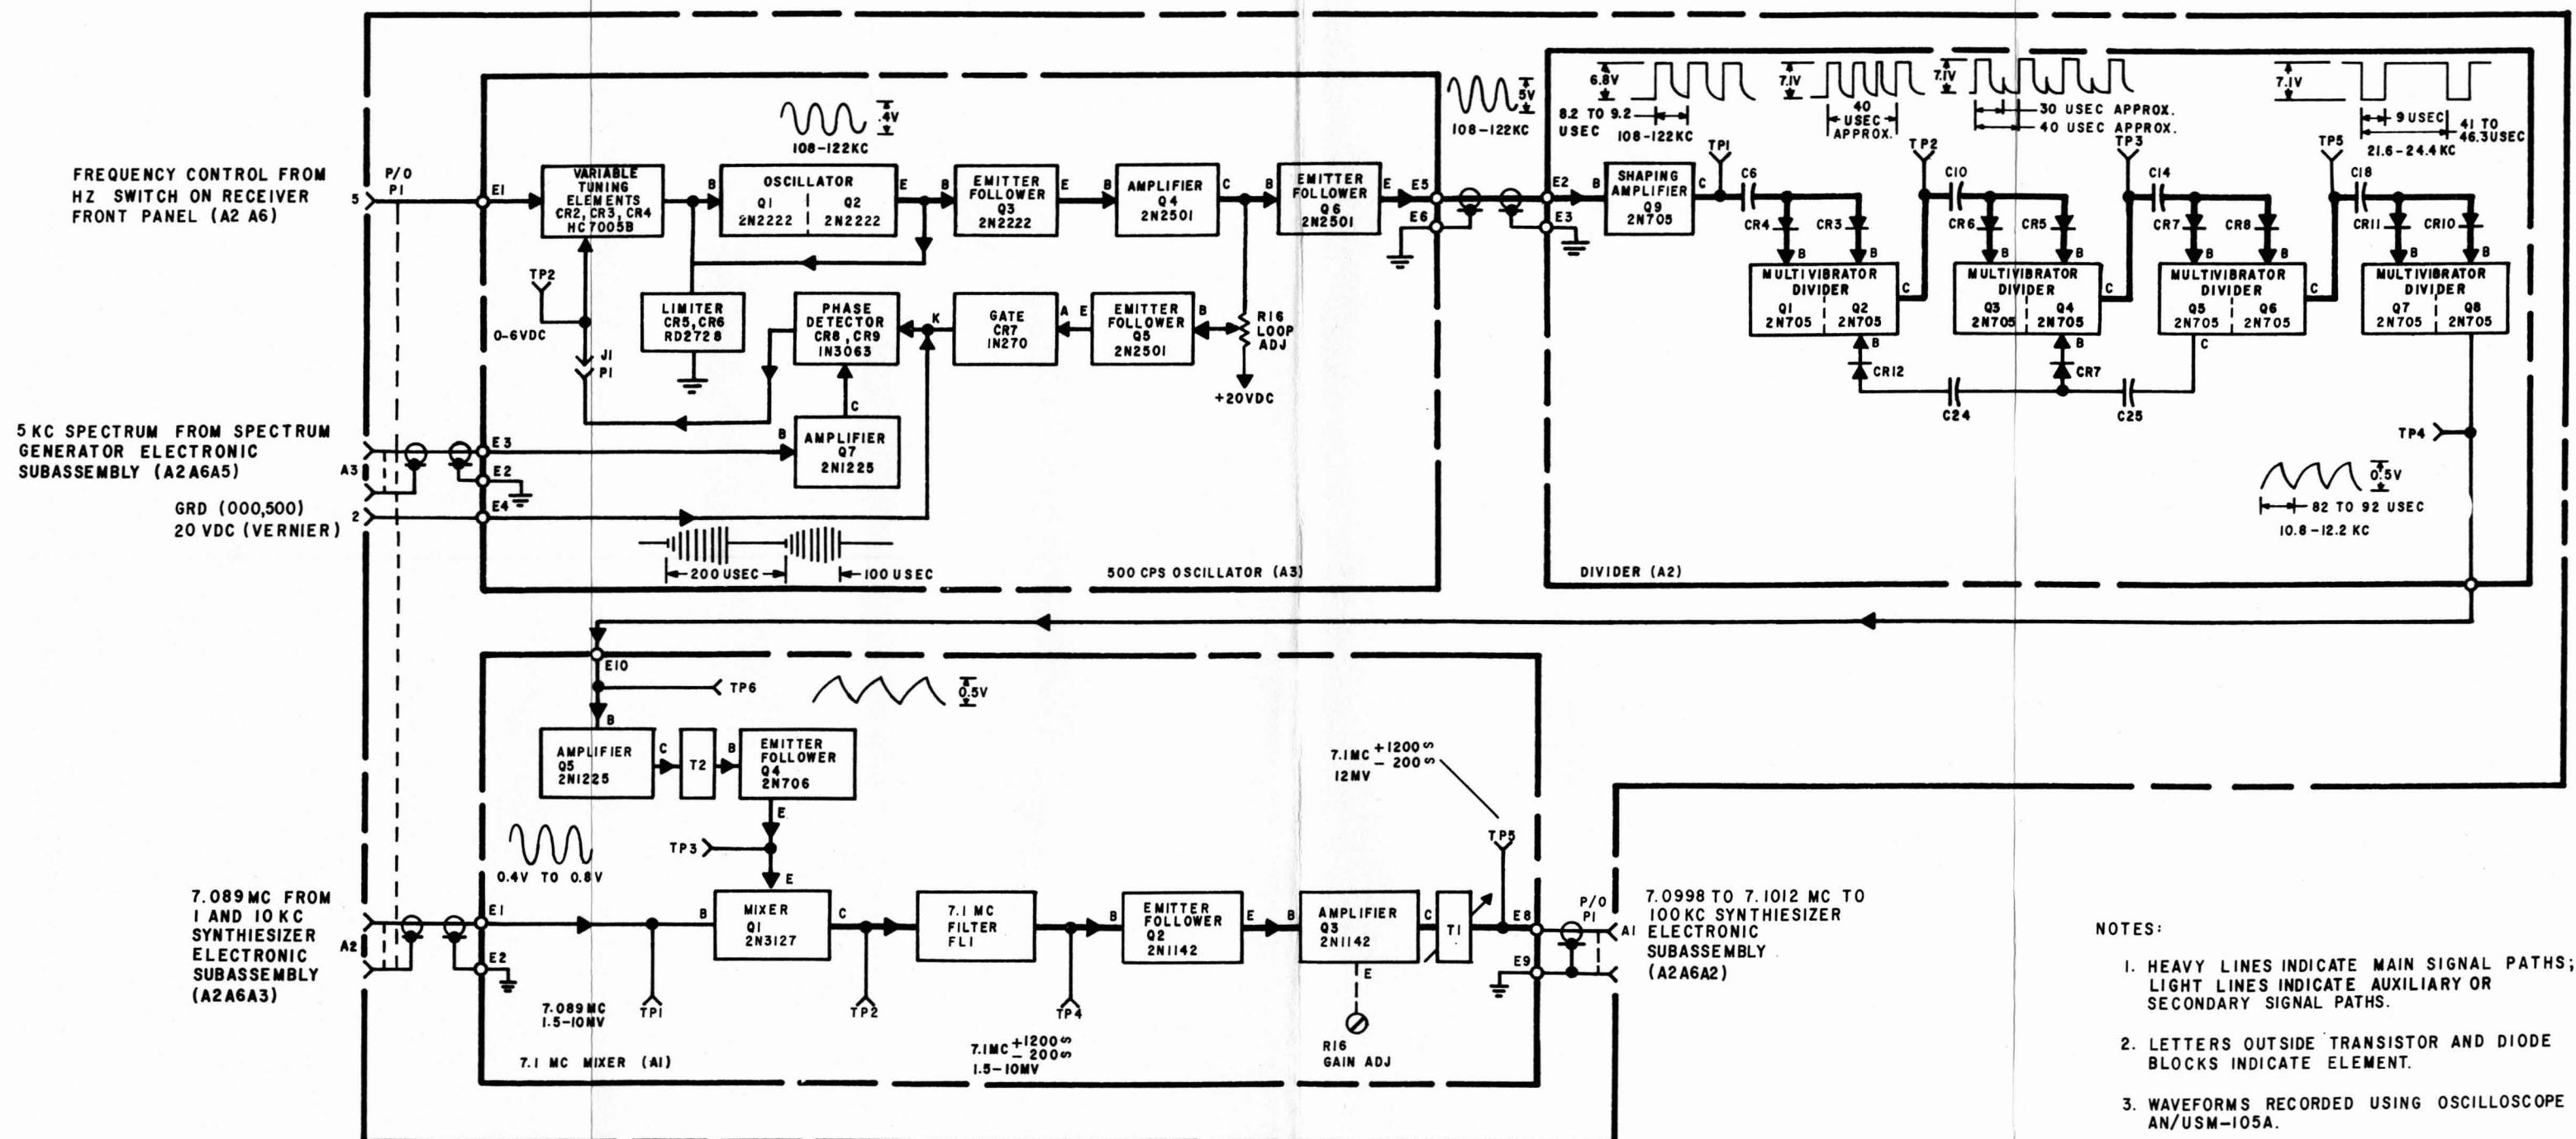 FREQUENCY CONTROL FROM
HZ SWITCH ON RECEIVER
FRONT PANEL (A2 A6)
5
P/O
P1
E1
VARIABLE
TUNING
ELEMENTS
CR2, CR3, CR4
HC7005B
TP2
0-6VDC
J1
P1
108-122KC
.4V
B
OSCILLATOR
Q1
2N2222
Q2
2N2222
E
B
EMITTER
FOLLOWER
Q3
2N2222
E
B
AMPLIFIER
Q4
2N2501
C
B
EMITTER
FOLLOWER
Q6
2N2501
E
E5
E6
LIMITER
CR5, CR6
RD2728
PHASE
DETECTOR
CR8, CR9
1N3063
K
GATE
CR7
1N270
A
E
EMITTER
FOLLOWER
Q5
2N2501
B
R16
LOOP
ADJ
+20VDC
C
B
AMPLIFIER
Q7
2N1225
5 KC SPECTRUM FROM SPECTRUM
GENERATOR ELECTRONIC
SUBASSEMBLY (A2A6A5)
A3
E3
E2
GRD (000,500)
20 VDC (VERNIER)
2
E4
200 USEC
100 USEC
500 CPS OSCILLATOR (A3)
5V
108-122KC
E2
E3
6.8V
8.2 TO 9.2
USEC
108-122KC
B
SHAPING
AMPLIFIER
Q9
2N705
C
TP1
C6
7.1V
40
USEC
APPROX.
CR4
CR3
B
B
MULTIVIBRATOR
DIVIDER
Q1
2N705
Q2
2N705
C
B
CR12
TP2
C10
7.1V
30 USEC APPROX.
40 USEC APPROX.
CR6
CR5
B
B
MULTIVIBRATOR
DIVIDER
Q3
2N705
Q4
2N705
C
B
CR7
C24
C25
TP3
C14
CR7
CR8
B
B
MULTIVIBRATOR
DIVIDER
Q5
2N705
Q6
2N705
C
C
7.1V
9 USEC
41 TO
46.3USEC
21.6-24.4 KC
TP5
C18
CR11
CR10
B
B
MULTIVIBRATOR
DIVIDER
Q7
2N705
Q8
2N705
TP4
0.5V
82 TO 92 USEC
10.8-12.2 KC
DIVIDER (A2)
E10
TP6
0.5V
B
AMPLIFIER
Q5
2N1225
C
T2
B
EMITTER
FOLLOWER
Q4
2N706
E
TP3
E
0.4V TO 0.8V
7.089 MC FROM
1 AND 10 KC
SYNTHIESIZER
ELECTRONIC
SUBASSEMBLY
(A2A6A3)
A2
E1
E2
7.089 MC
1.5-10MV
TP1
B
MIXER
Q1
2N3127
C
TP2
7.1 MC
FILTER
FL1
TP4
7.1MC +1200 ∽
- 200 ∽
1.5-10MV
B
EMITTER
FOLLOWER
Q2
2N1142
E
B
AMPLIFIER
Q3
2N1142
C
T1
E
R16
GAIN ADJ
7.1MC +1200 ∽
- 200 ∽
12MV
TP5
E8
E9
P/O
P1
A1
7.0998 TO 7.1012 MC TO
100 KC SYNTHIESIZER
ELECTRONIC
SUBASSEMBLY
(A2A6A2)
7.1 MC MIXER (A1)
NOTES:
1. HEAVY LINES INDICATE MAIN SIGNAL PATHS;
LIGHT LINES INDICATE AUXILIARY OR
SECONDARY SIGNAL PATHS.
2. LETTERS OUTSIDE TRANSISTOR AND DIODE
BLOCKS INDICATE ELEMENT.
3. WAVEFORMS RECORDED USING OSCILLOSCOPE
AN/USM-105A.